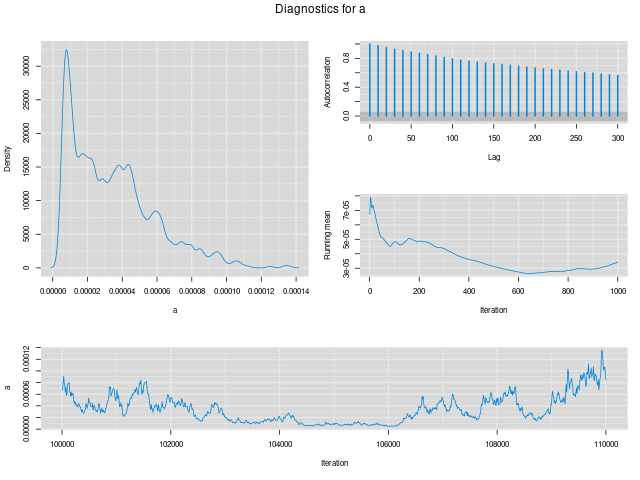 Diagnostics for a
Density
0 5000 10000 15000 20000 25000 30000
0.00000 0.00002 0.00004 0.00006 0.00008 0.00010 0.00012 0.00014
a
Autocorrelation
0.0 0.4 0.8
0 50 100 150 200 250 300
Lag
Running mean
3e-05 5e-05 7e-05
0 200 400 600 800 1000
Iteration
a
0.00000 0.00006 0.00012
100000 102000 104000 106000 108000 110000
Iteration